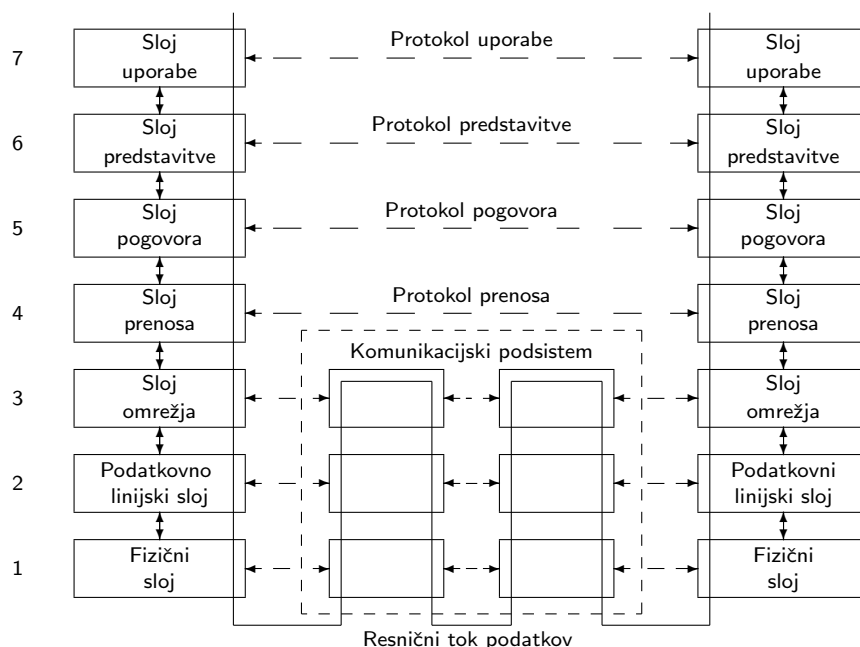 7
Sloj
uporabe
Protokol uporabe
Sloj
uporabe
6
Sloj
predstavitve
Protokol predstavitve
Sloj
predstavitve
5
Sloj
pogovora
Protokol pogovora
Sloj
pogovora
4
Sloj
prenosa
Protokol prenosa
Sloj
prenosa
Komunikacijski podsistem
3
Sloj
omrežja
Sloj
omrežja
2
Podatkovno
linijski sloj
Podatkovni
linijski sloj
1
Fizični
sloj
Fizični
sloj
Resnični tok podatkov